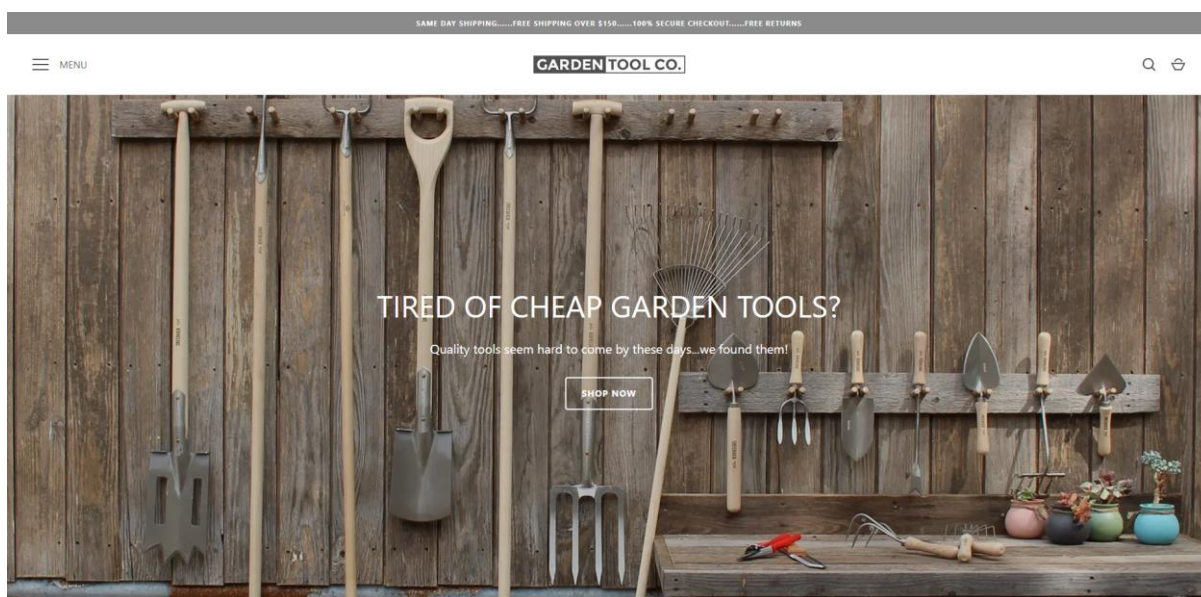 SAME DAY SHIPPING......FREE SHIPPING OVER $150......100% SECURE CHECKOUT......FREE RETURNS
MENU
GARDEN TOOL CO.
TIRED OF CHEAP GARDEN TOOLS?
Quality tools seem hard to come by these days...we found them!
SHOP NOW